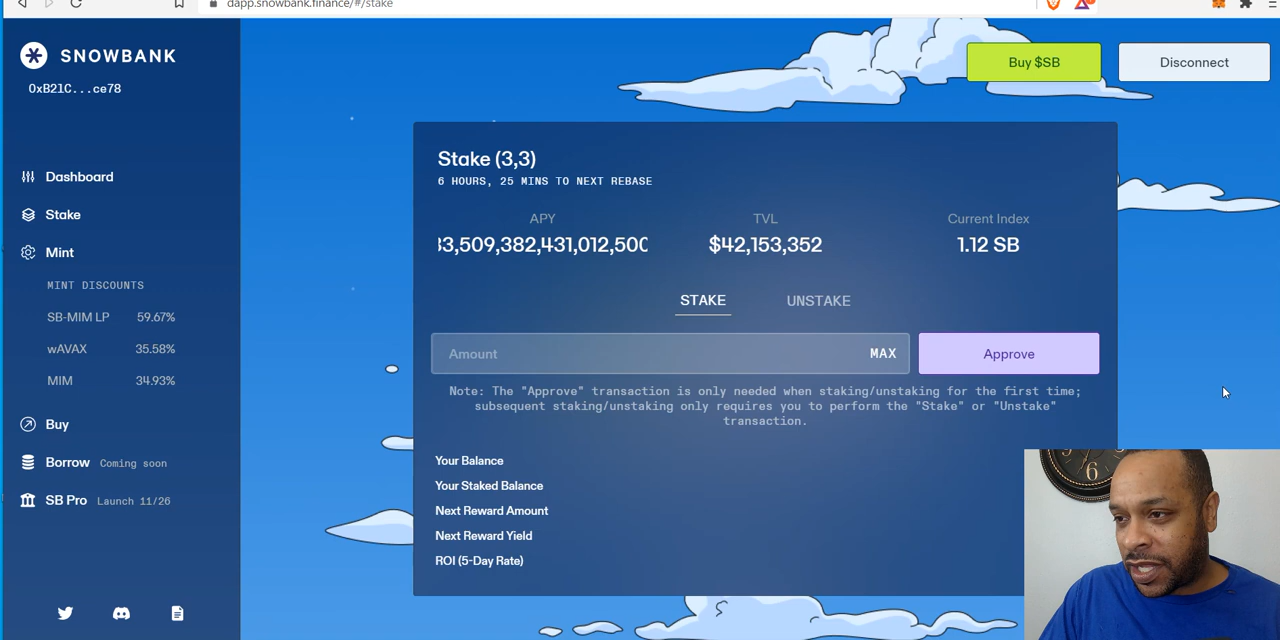 dapp.snowbank.finance/#/stake
SNOWBANK
0xB21C...ce78
Dashboard
Stake
Mint
MINT DISCOUNTS
SB-MIM LP 59.67%
wAVAX 35.58%
MIM 34.93%
Buy
Borrow Coming soon
SB Pro Launch 11/26
Buy $SB
Disconnect
Stake (3,3)
6 HOURS, 25 MINS TO NEXT REBASE
APY TVL Current Index
3,509,382,431,012,500 $42,153,352 1.12 SB
STAKE UNSTAKE
Amount MAX Approve
Note: The "Approve" transaction is only needed when staking/unstaking for the first time;
subsequent staking/unstaking only requires you to perform the "Stake" or "Unstake"
transaction.
Your Balance
Your Staked Balance
Next Reward Amount
Next Reward Yield
ROI (5-Day Rate)
6